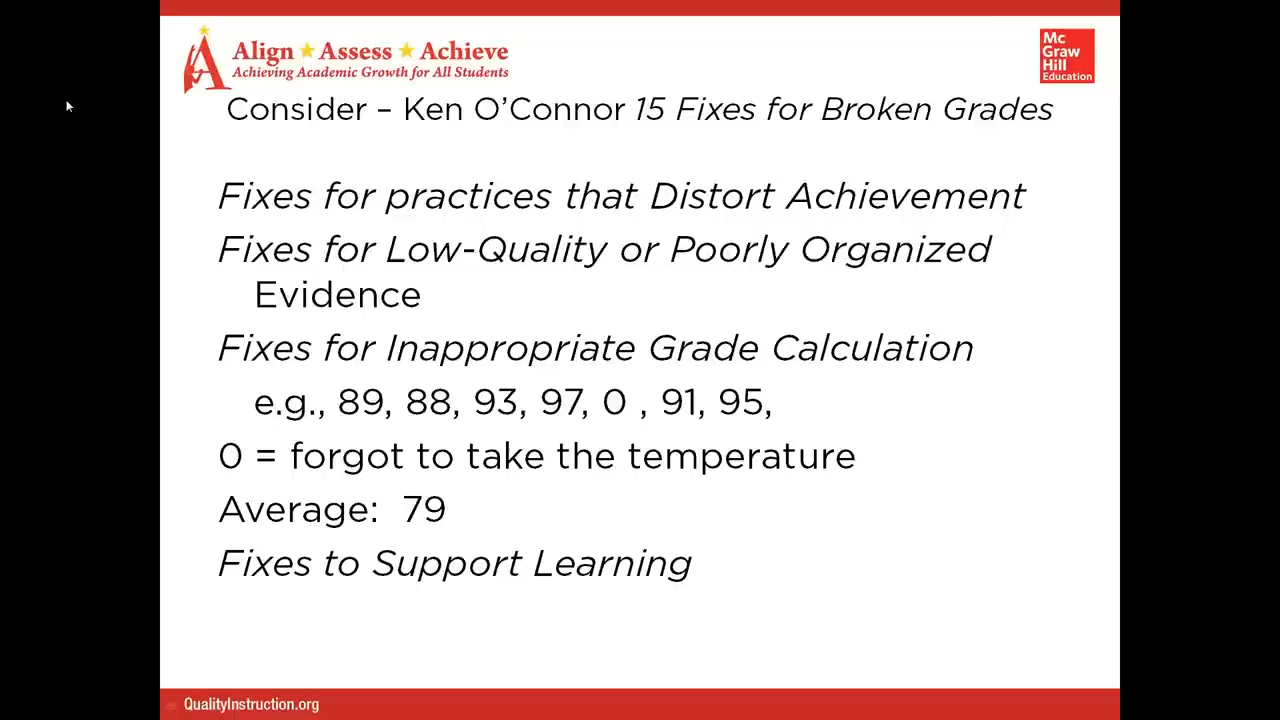 Align ★ Assess ★ Achieve
Achieving Academic Growth for All Students
Mc
Graw
Hill
Education
Consider – Ken O’Connor 15 Fixes for Broken Grades
Fixes for practices that Distort Achievement
Fixes for Low-Quality or Poorly Organized
Evidence
Fixes for Inappropriate Grade Calculation
e.g., 89, 88, 93, 97, 0 , 91, 95,
0 = forgot to take the temperature
Average: 79
Fixes to Support Learning
QualityInstruction.org